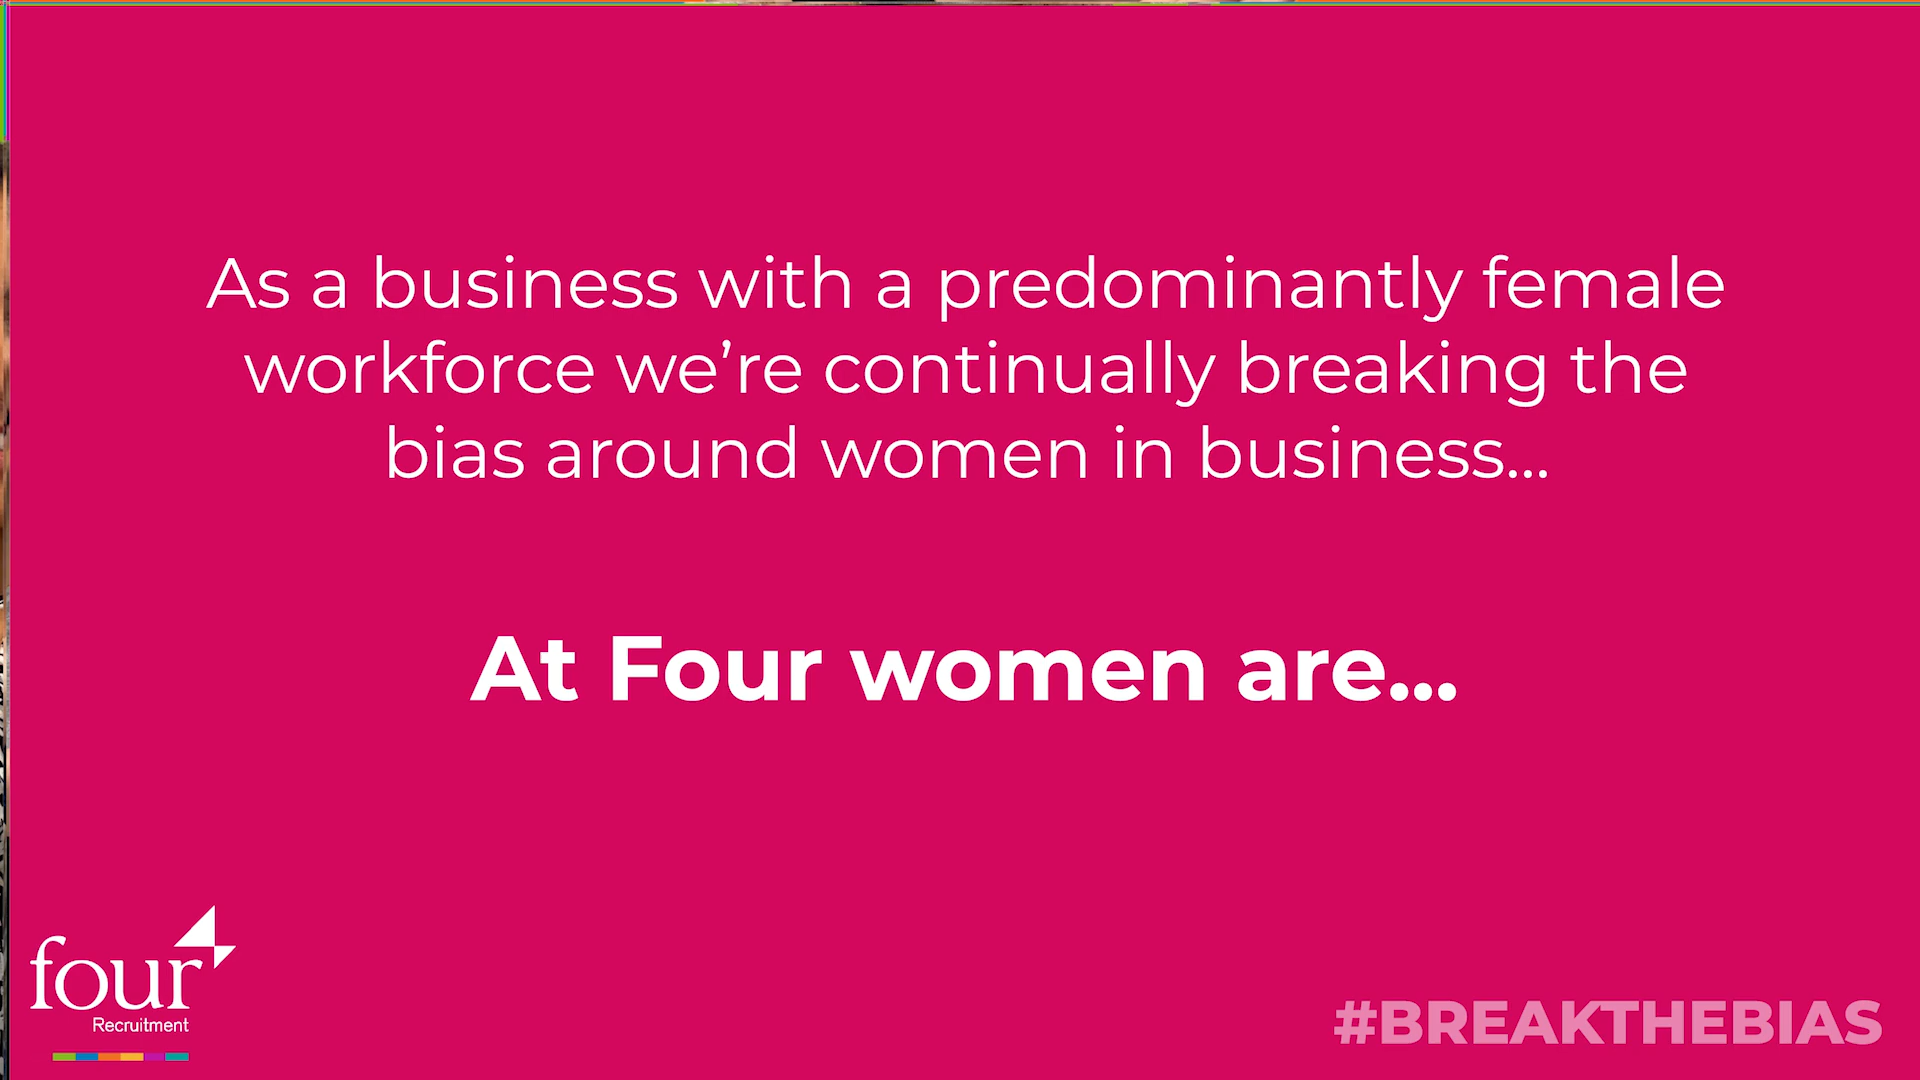 As a business with a predominantly female
workforce we’re continually breaking the
bias around women in business...
At Four women are...
four
Recruitment
#BREAKTHEBIAS